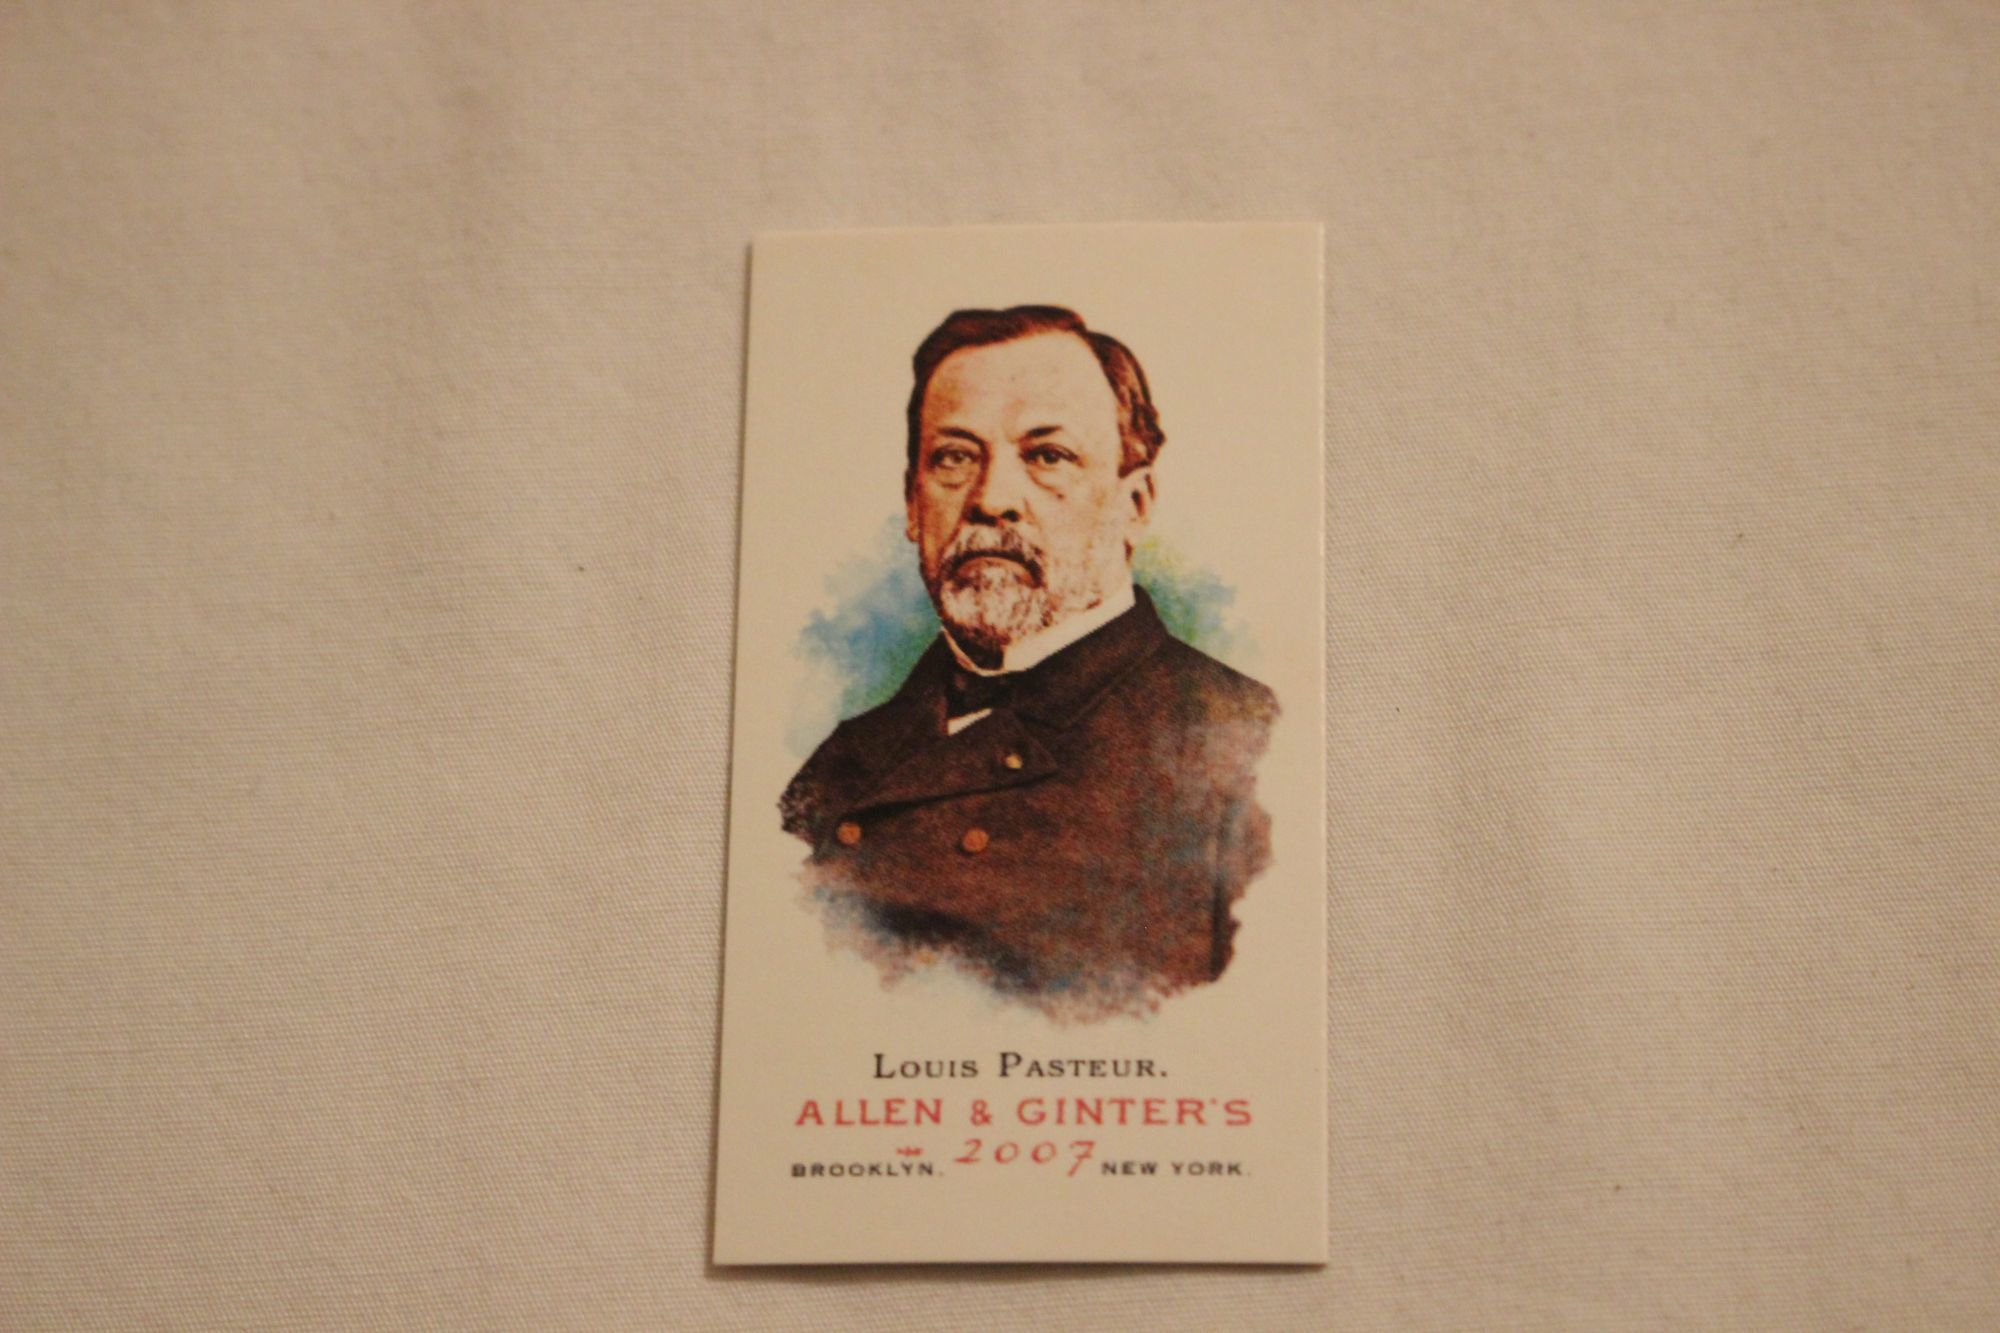 LOUIS PASTEUR.
ALLEN & GINTER'S
BROOKLYN. 2007 NEW YORK.